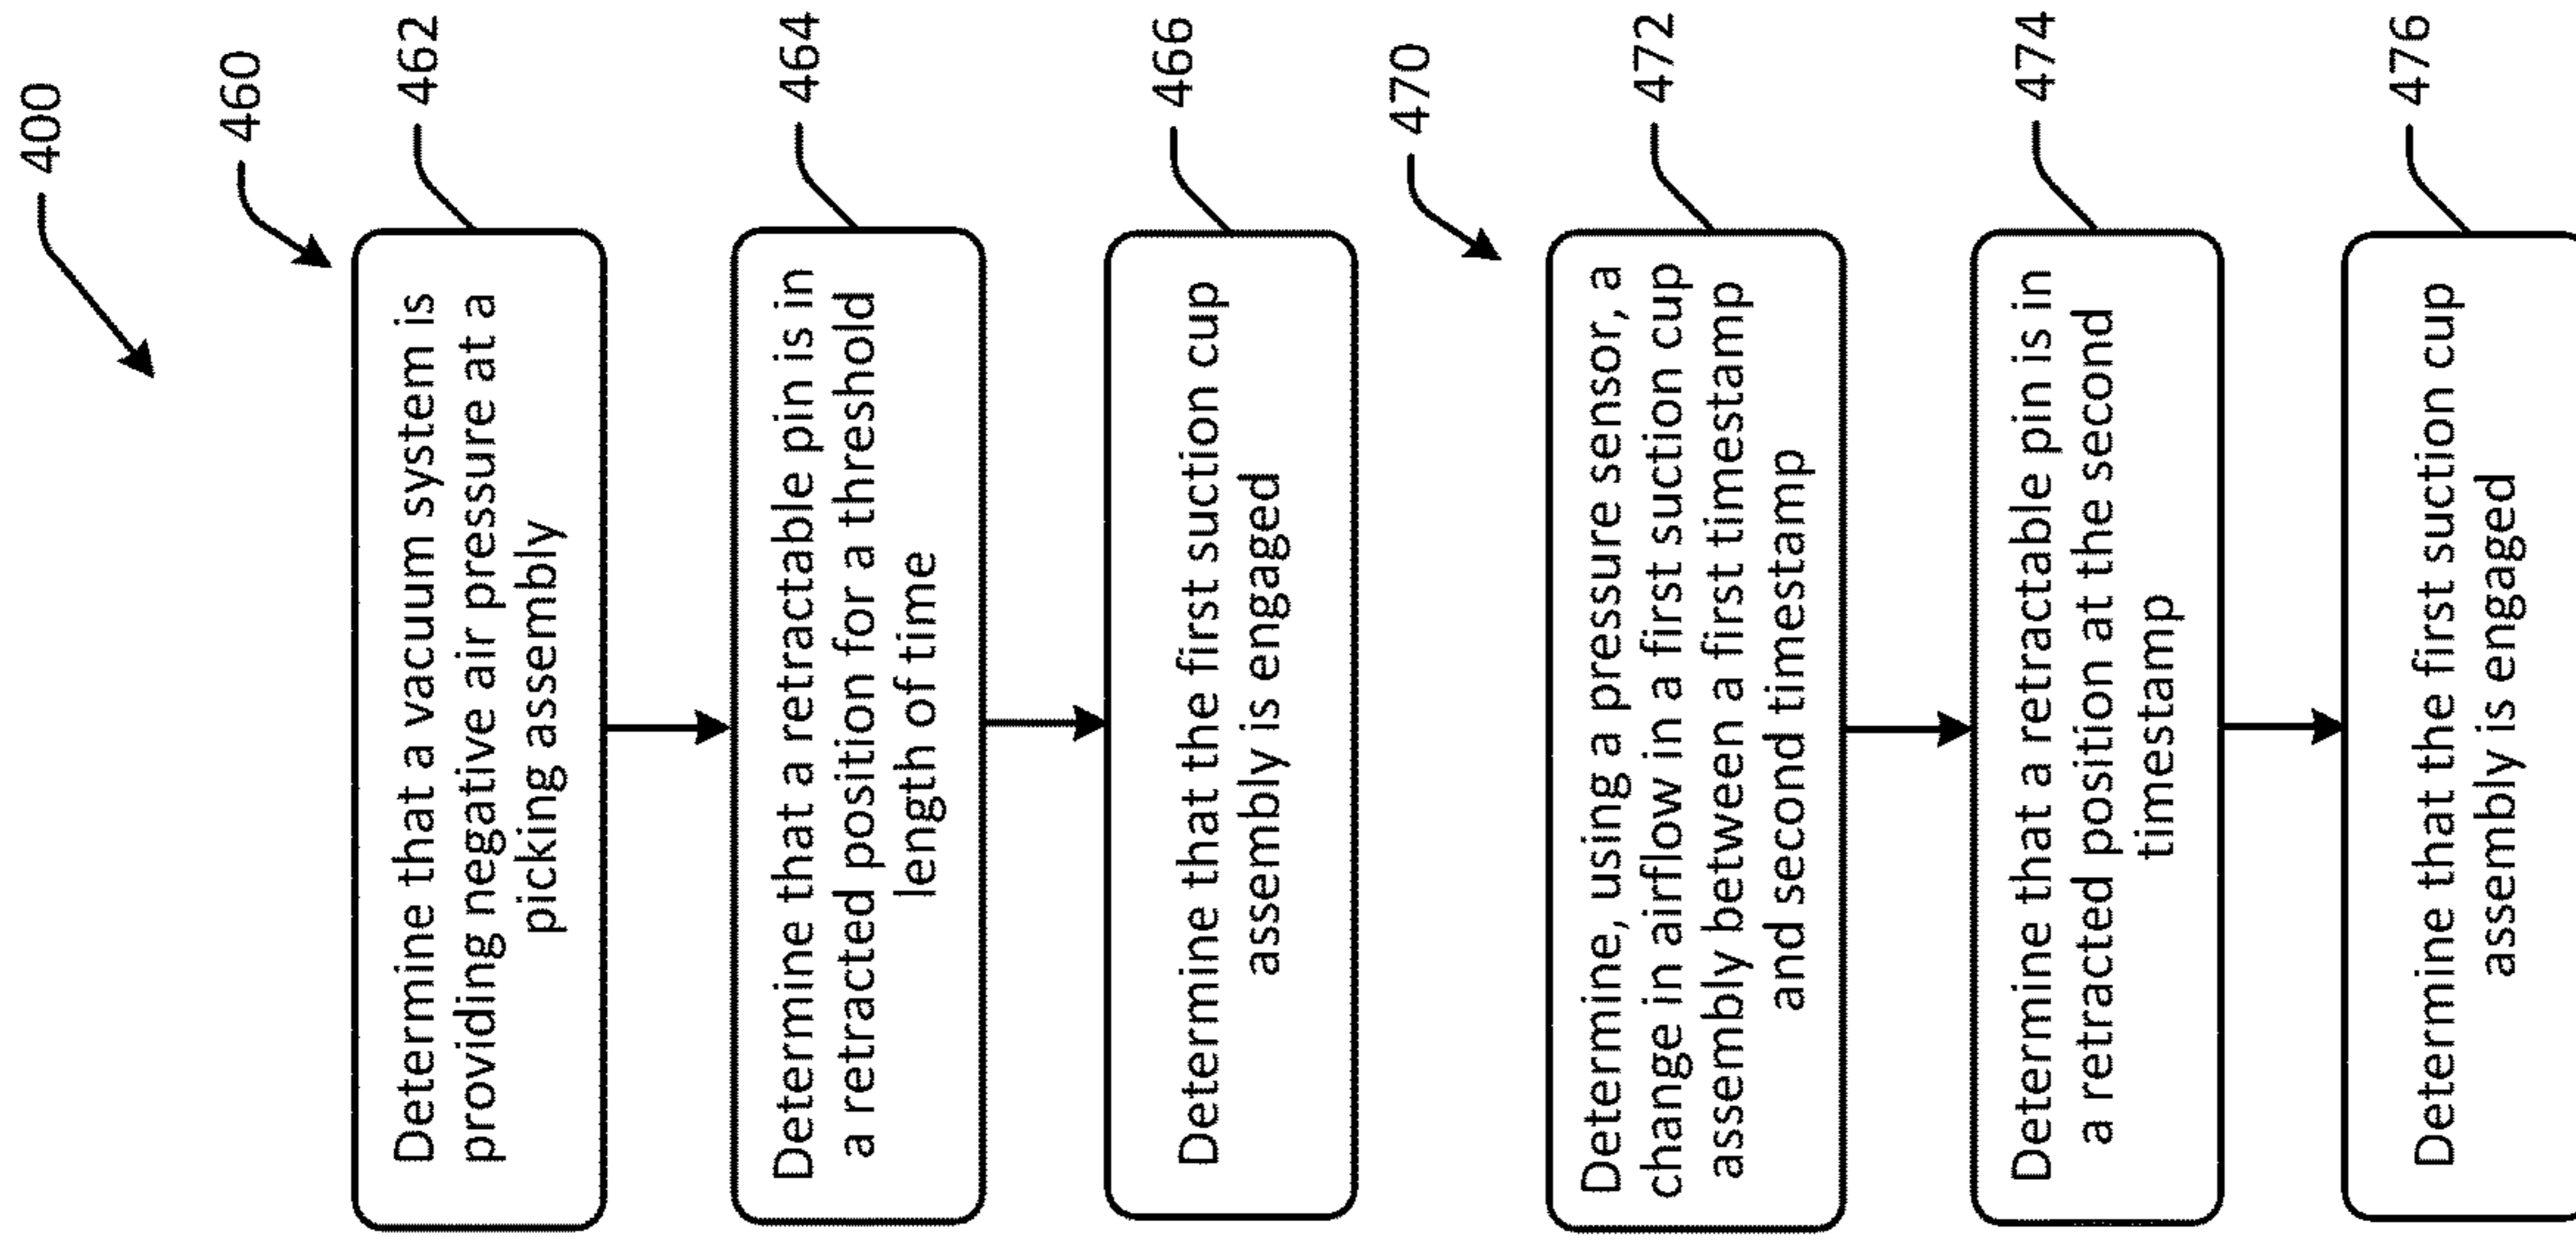 400
460
Determine that a vacuum system is
providing negative air pressure at a
picking assembly
462
Determine that a retractable pin is in
a retracted position for a threshold
length of time
464
Determine that the first suction cup
assembly is engaged
466
470
Determine, using a pressure sensor, a
change in airflow in a first suction cup
assembly between a first timestamp
and second timestamp
472
Determine that a retractable pin is in
a retracted position at the second
timestamp
474
Determine that the first suction cup
assembly is engaged
476